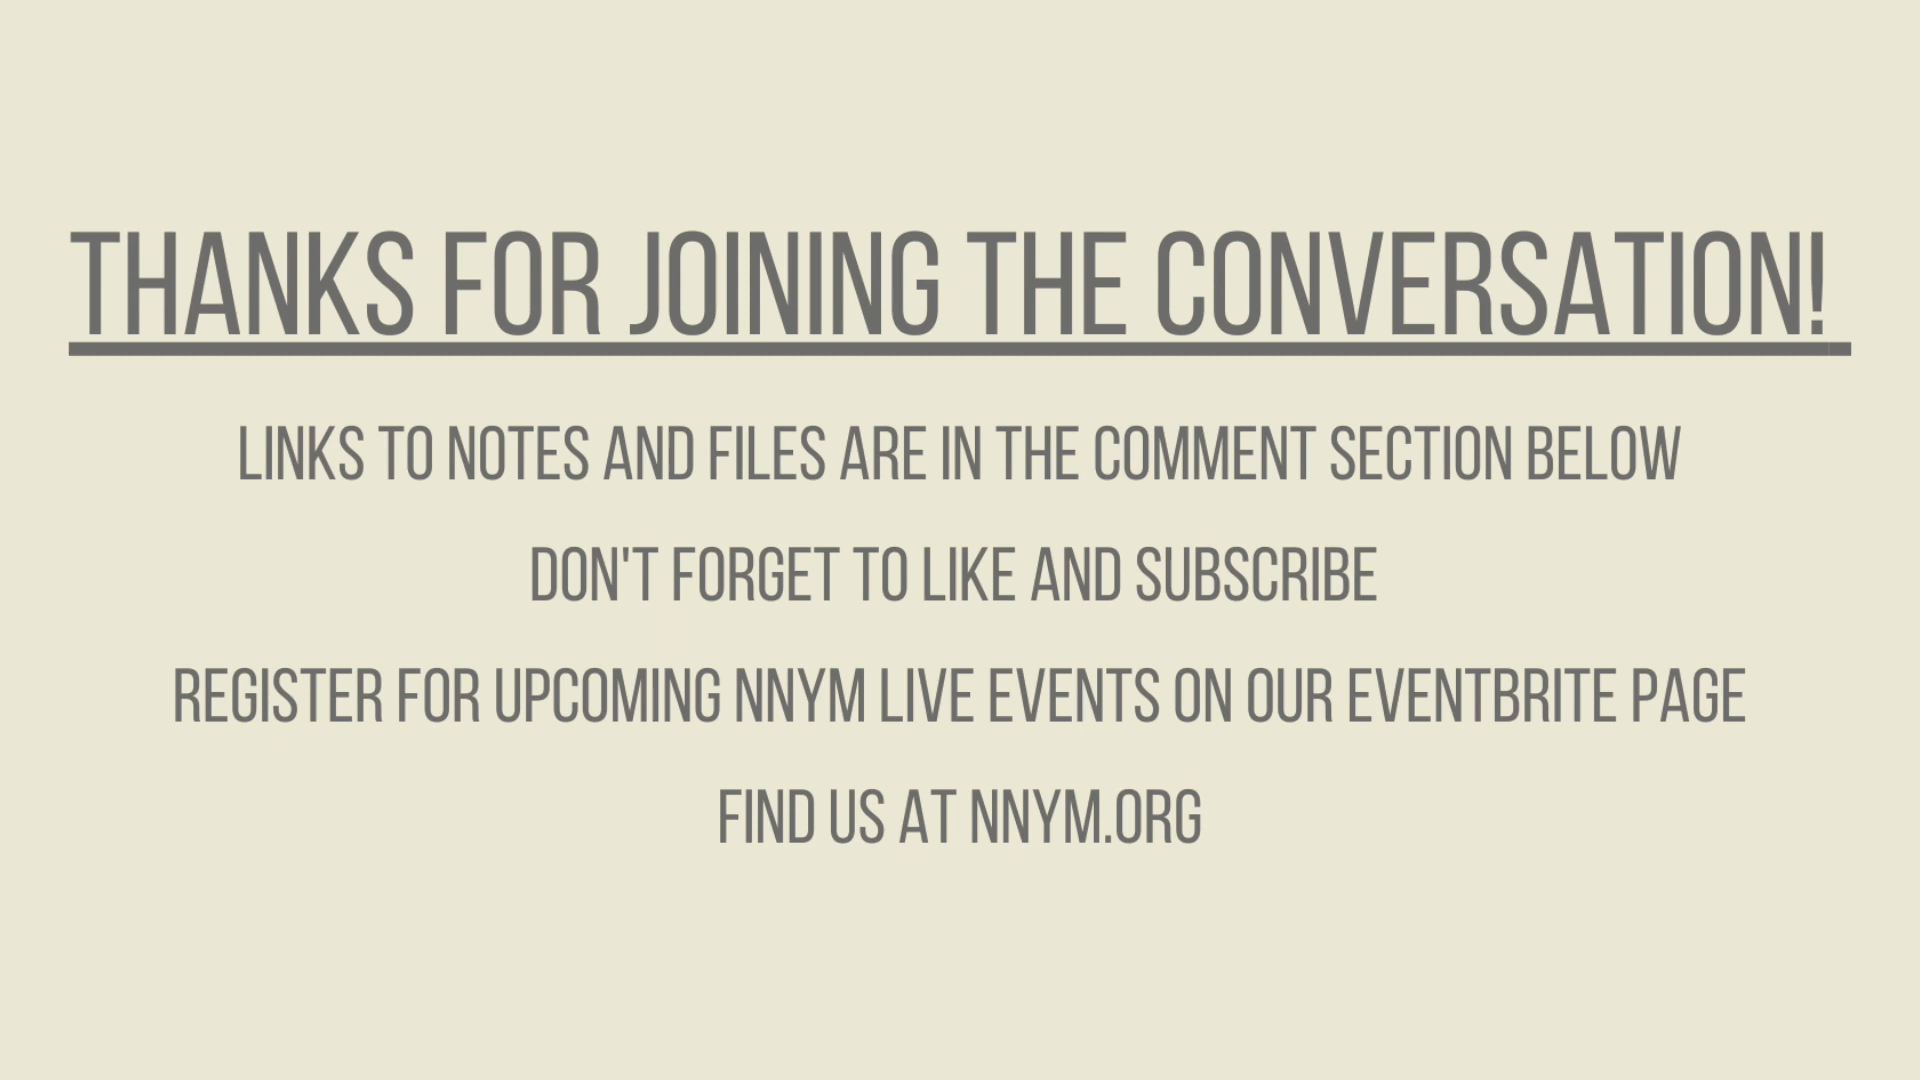 THANKS FOR JOINING THE CONVERSATION!
LINKS TO NOTES AND FILES ARE IN THE COMMENT SECTION BELOW
DON'T FORGET TO LIKE AND SUBSCRIBE
REGISTER FOR UPCOMING NNYM LIVE EVENTS ON OUR EVENTBRITE PAGE
FIND US AT NNYM.ORG